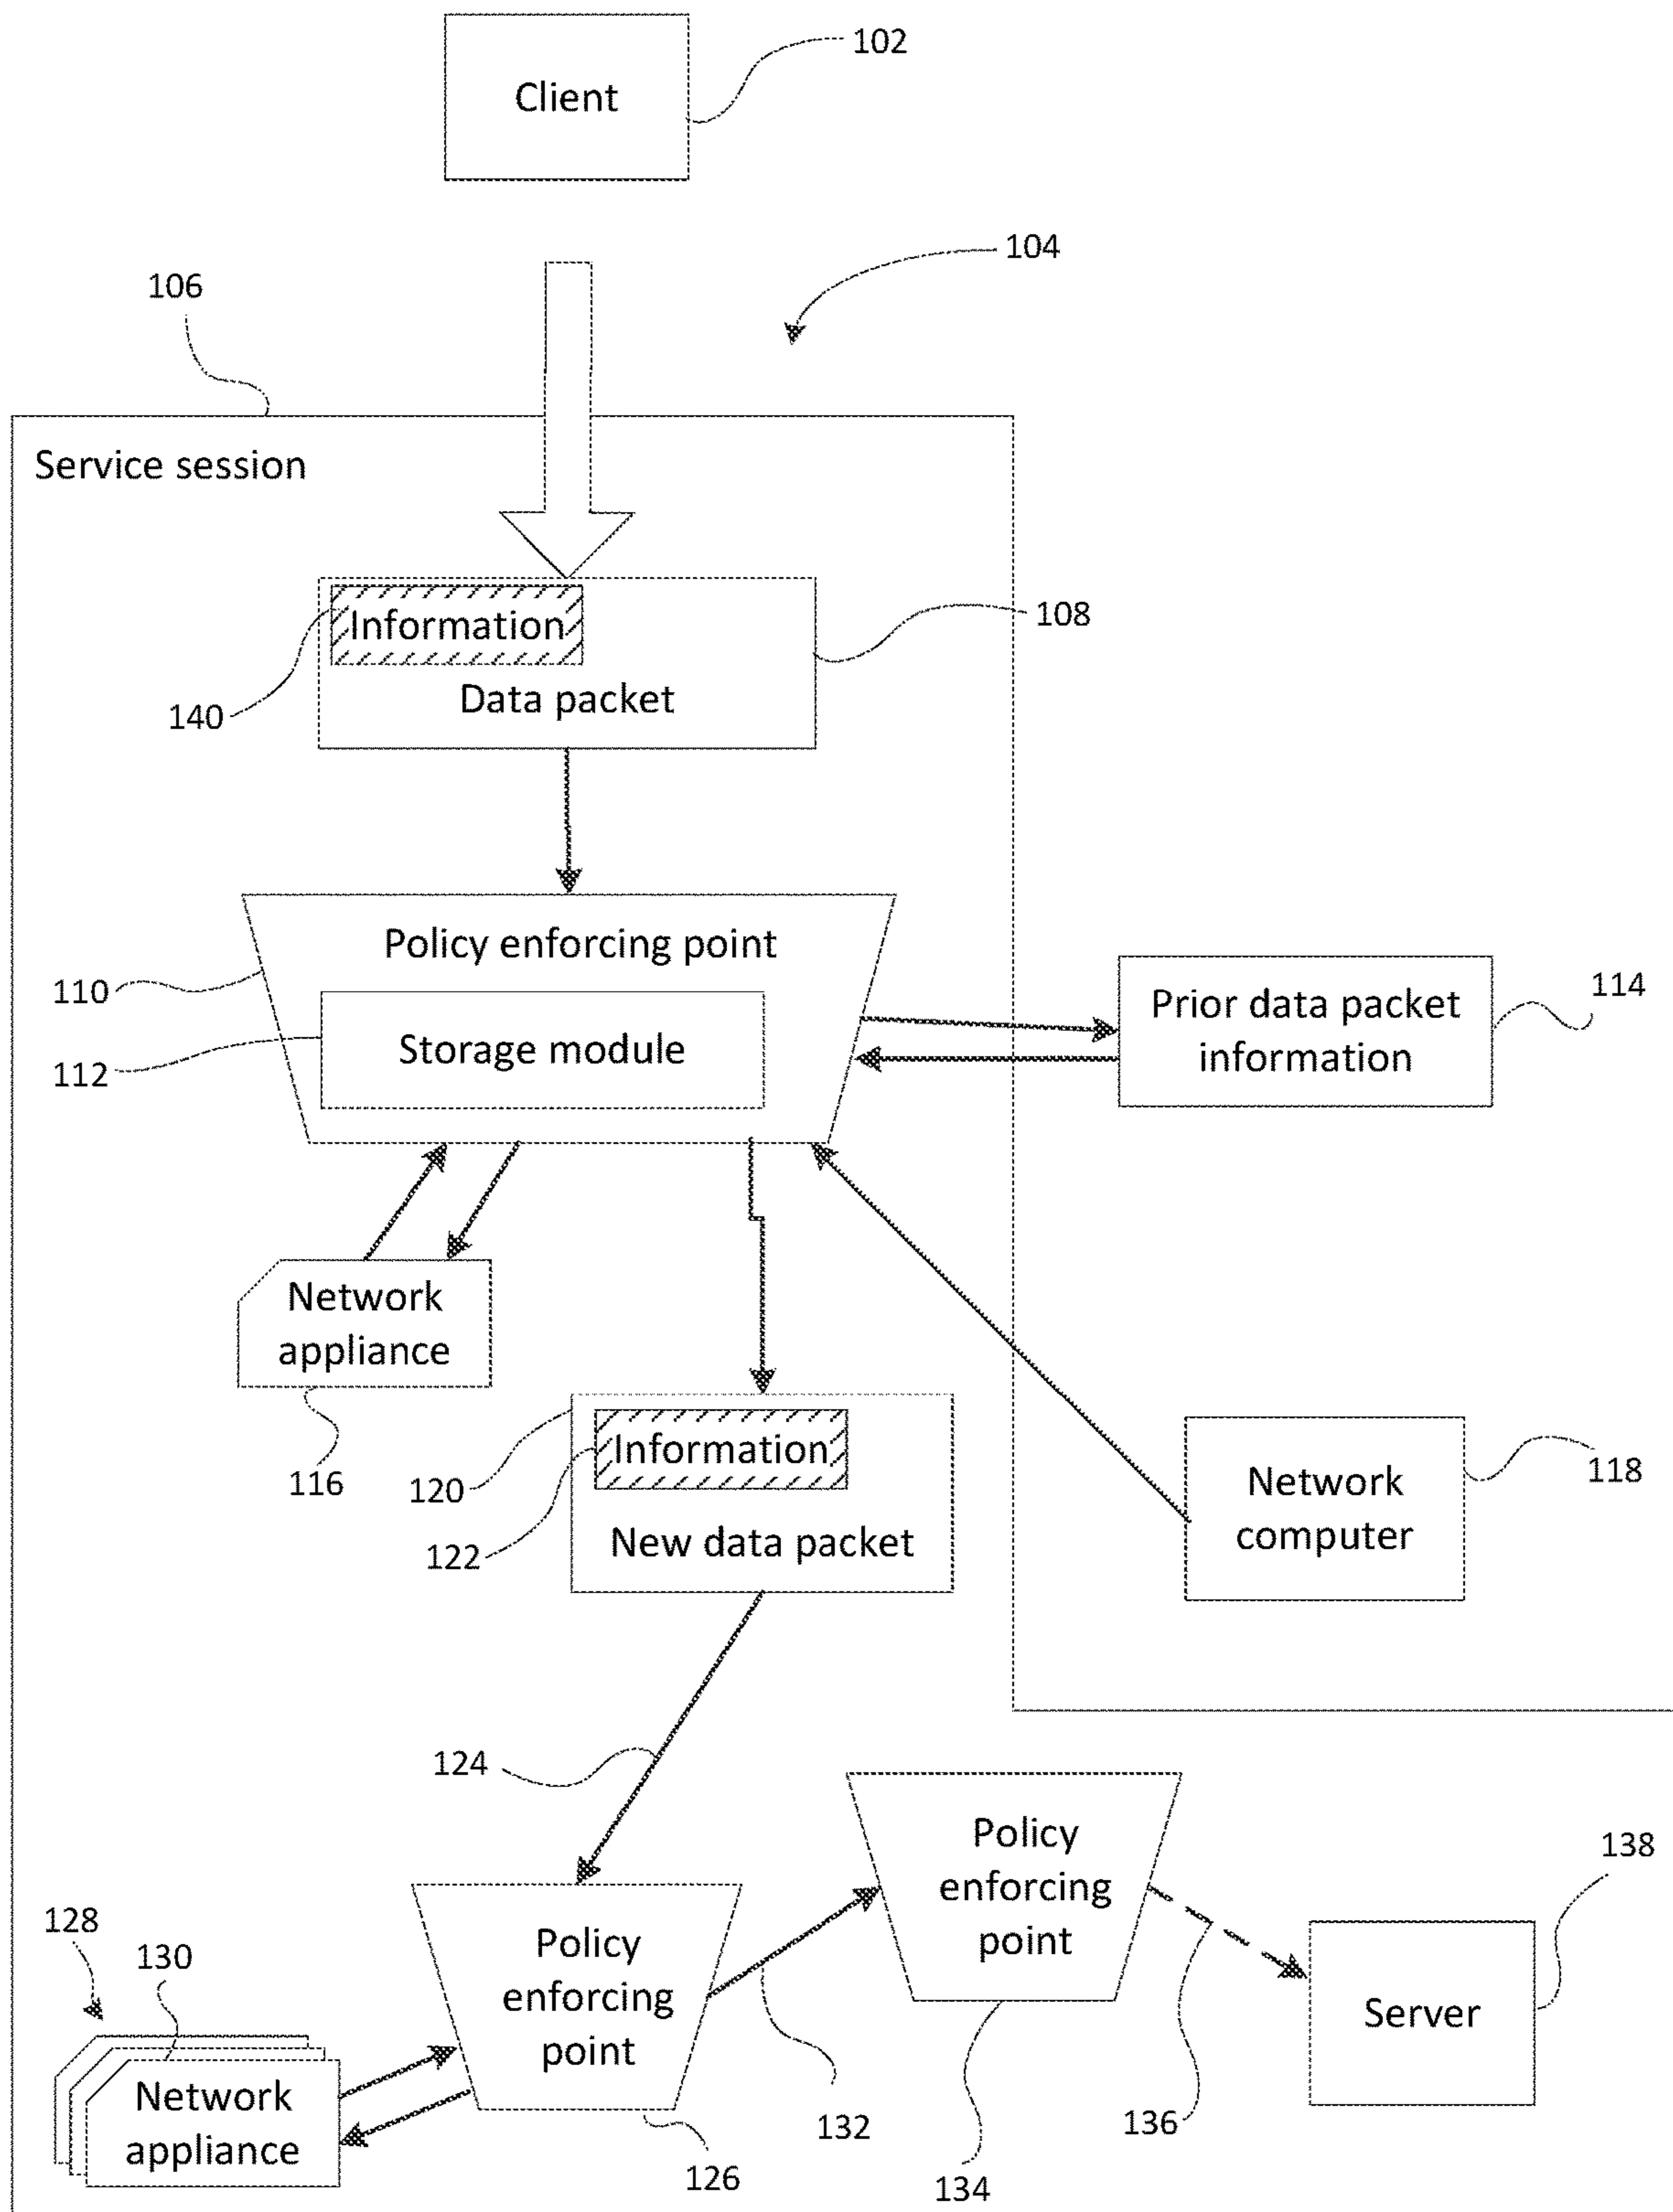 102
Client
104
106
Service session
Information
108
140
Data packet
Policy enforcing point
110
Storage module
112
Prior data packet
information
114
Network
appliance
116
Information
120
122
New data packet
Network
computer
118
124
Policy
enforcing
point
138
128
130
Policy
enforcing
point
Server
Network
appliance
132
136
126
134